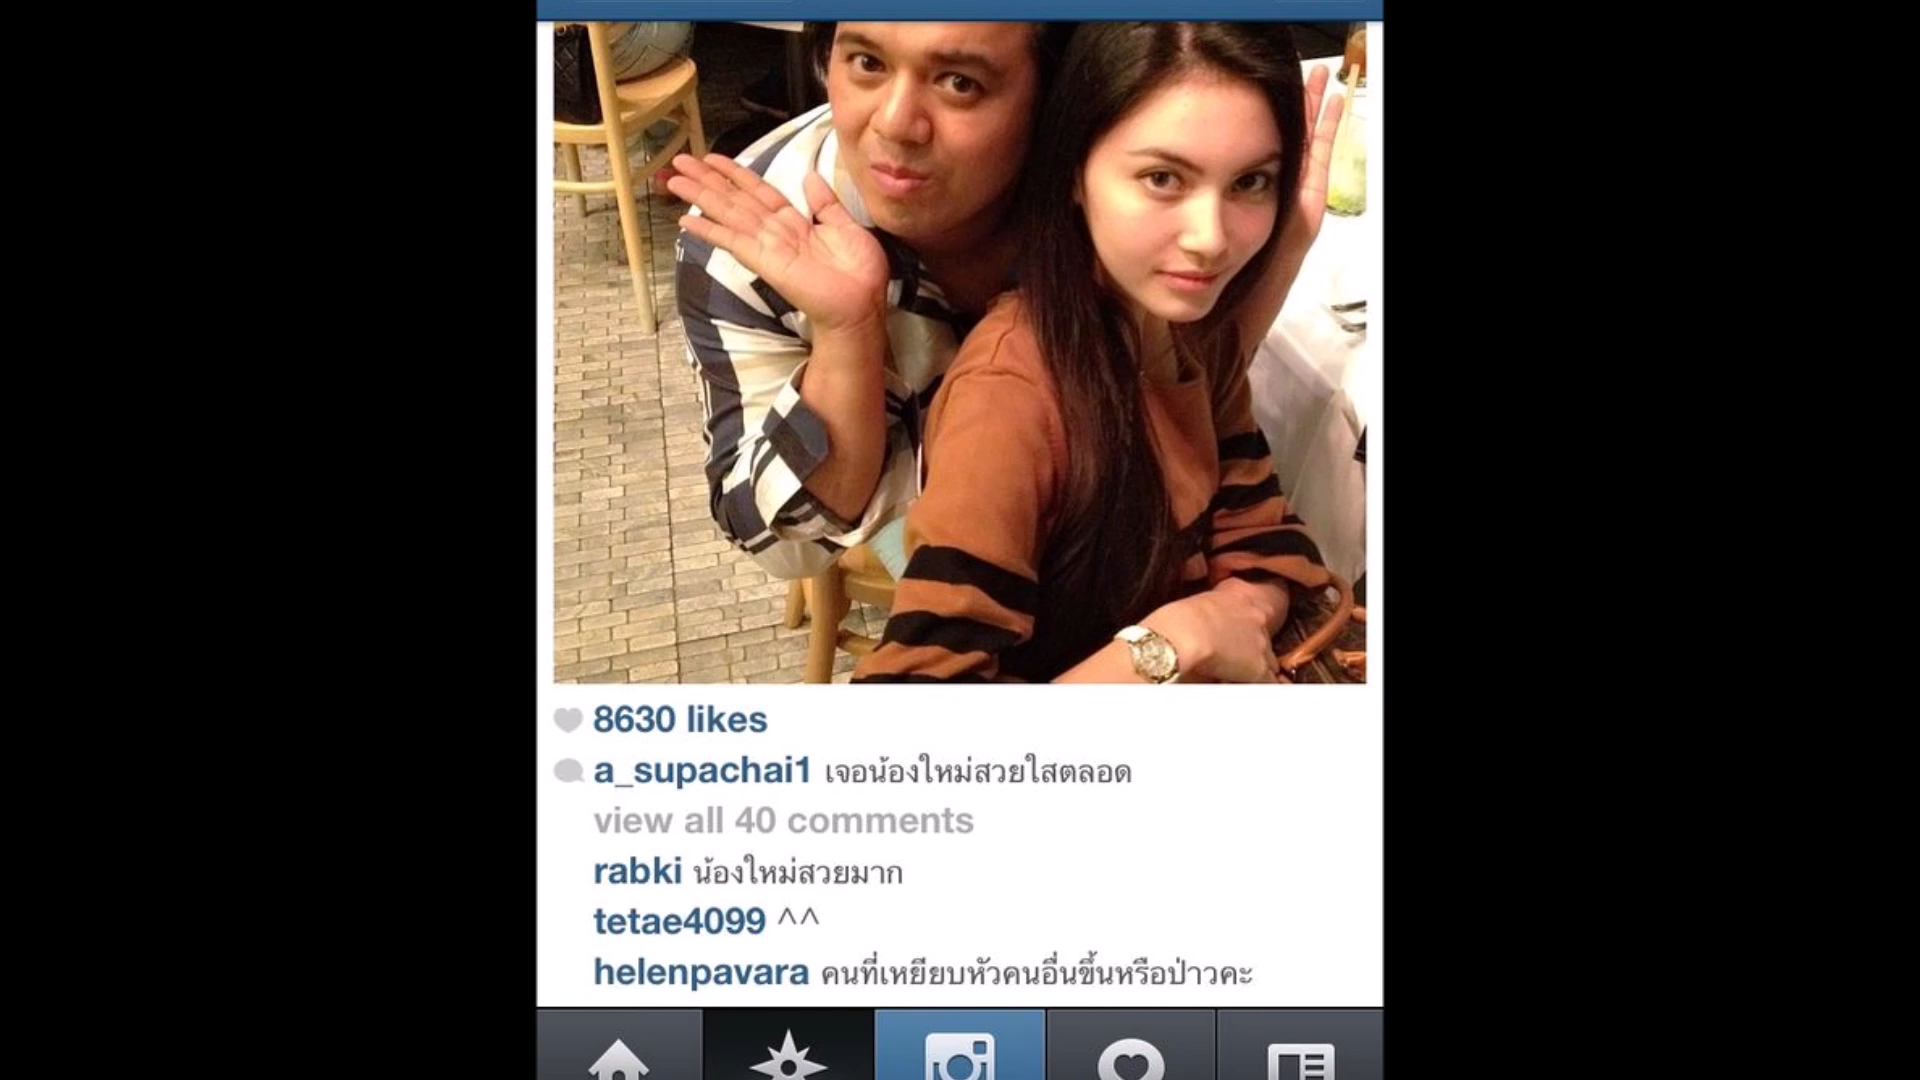 8630 likes
a_supachai1 เจอน้องใหม่สวยใสตลอด
view all 40 comments
rabki น้องใหม่สวยมาก
tetae4099 ^^
helenpavara คนที่เหยียบหัวคนอื่นขึ้นหรือป่าวคะ